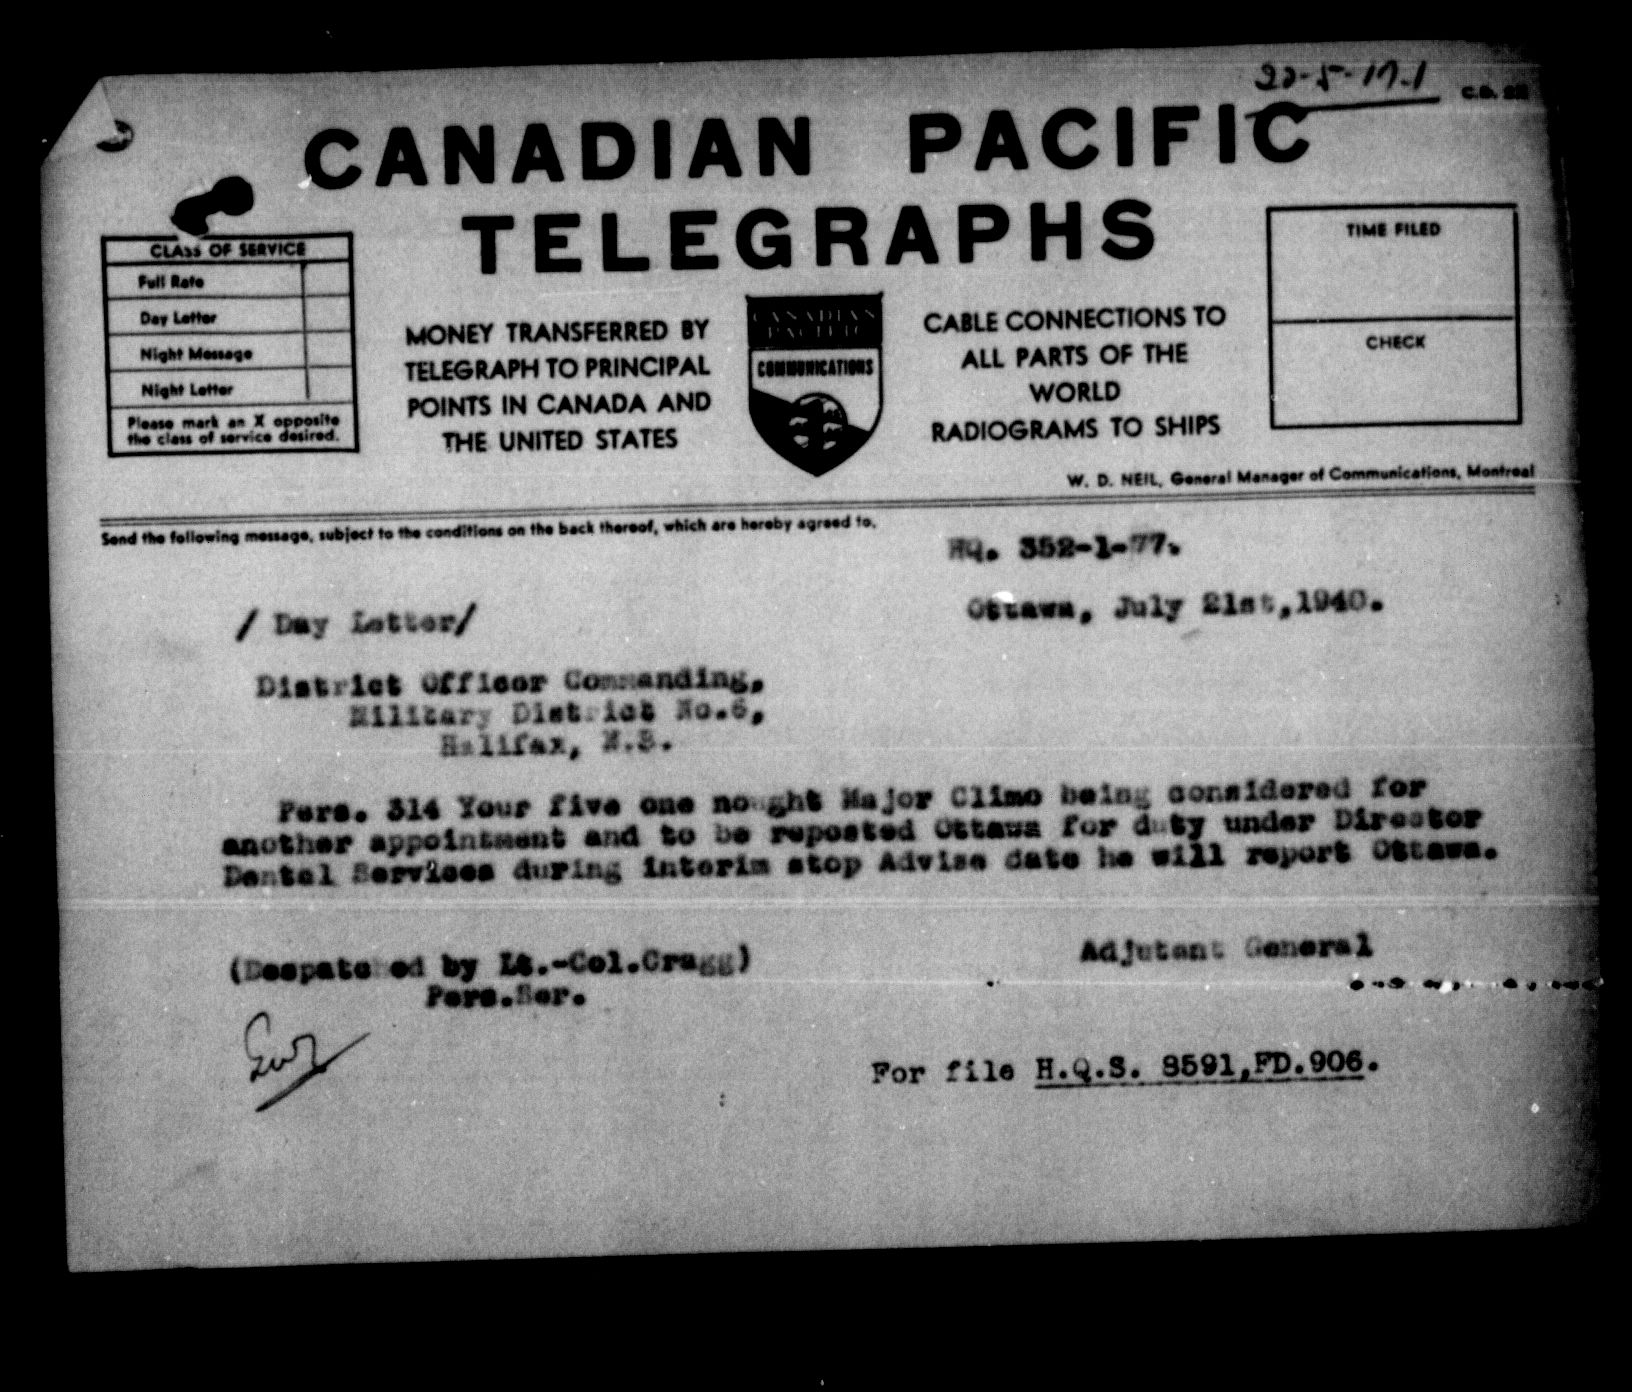 22-5-17-1
CANADIAN PACIFIC
TELEGRAPHS
CLASS OF SERVICE
Full Rate
Day Letter
Night Message
Night Letter
Please mark an X opposite
the class of service desired.
MONEY TRANSFERRED BY
TELEGRAPH TO PRINCIPAL
POINTS IN CANADA AND
THE UNITED STATES
CANADIAN
PACIFIC
COMMUNICATIONS
CABLE CONNECTIONS TO
ALL PARTS OF THE
WORLD
RADIOGRAMS TO SHIPS
TIME FILED
CHECK
W. D. NEIL, General Manager of Communications, Montreal
Send the following message, subject to the conditions on the back thereof, which are hereby agreed to.
HQ. 352-1-77.
Ottawa, July 21st,1940.
/ Day Letter/
District Officer Commanding,
Military District No.6,
Halifax, N.S.
Pers. 314 Your five one nought Major Climo being considered for
another appointment and to be reposted Ottawa for duty under Director
Dental Services during interim stop Advise date he will report Ottawa.
Adjutant General
(Despatched by Lt.-Col.Cragg)
Pers.Ser.
For file H.Q.S. 8591,FD.906.